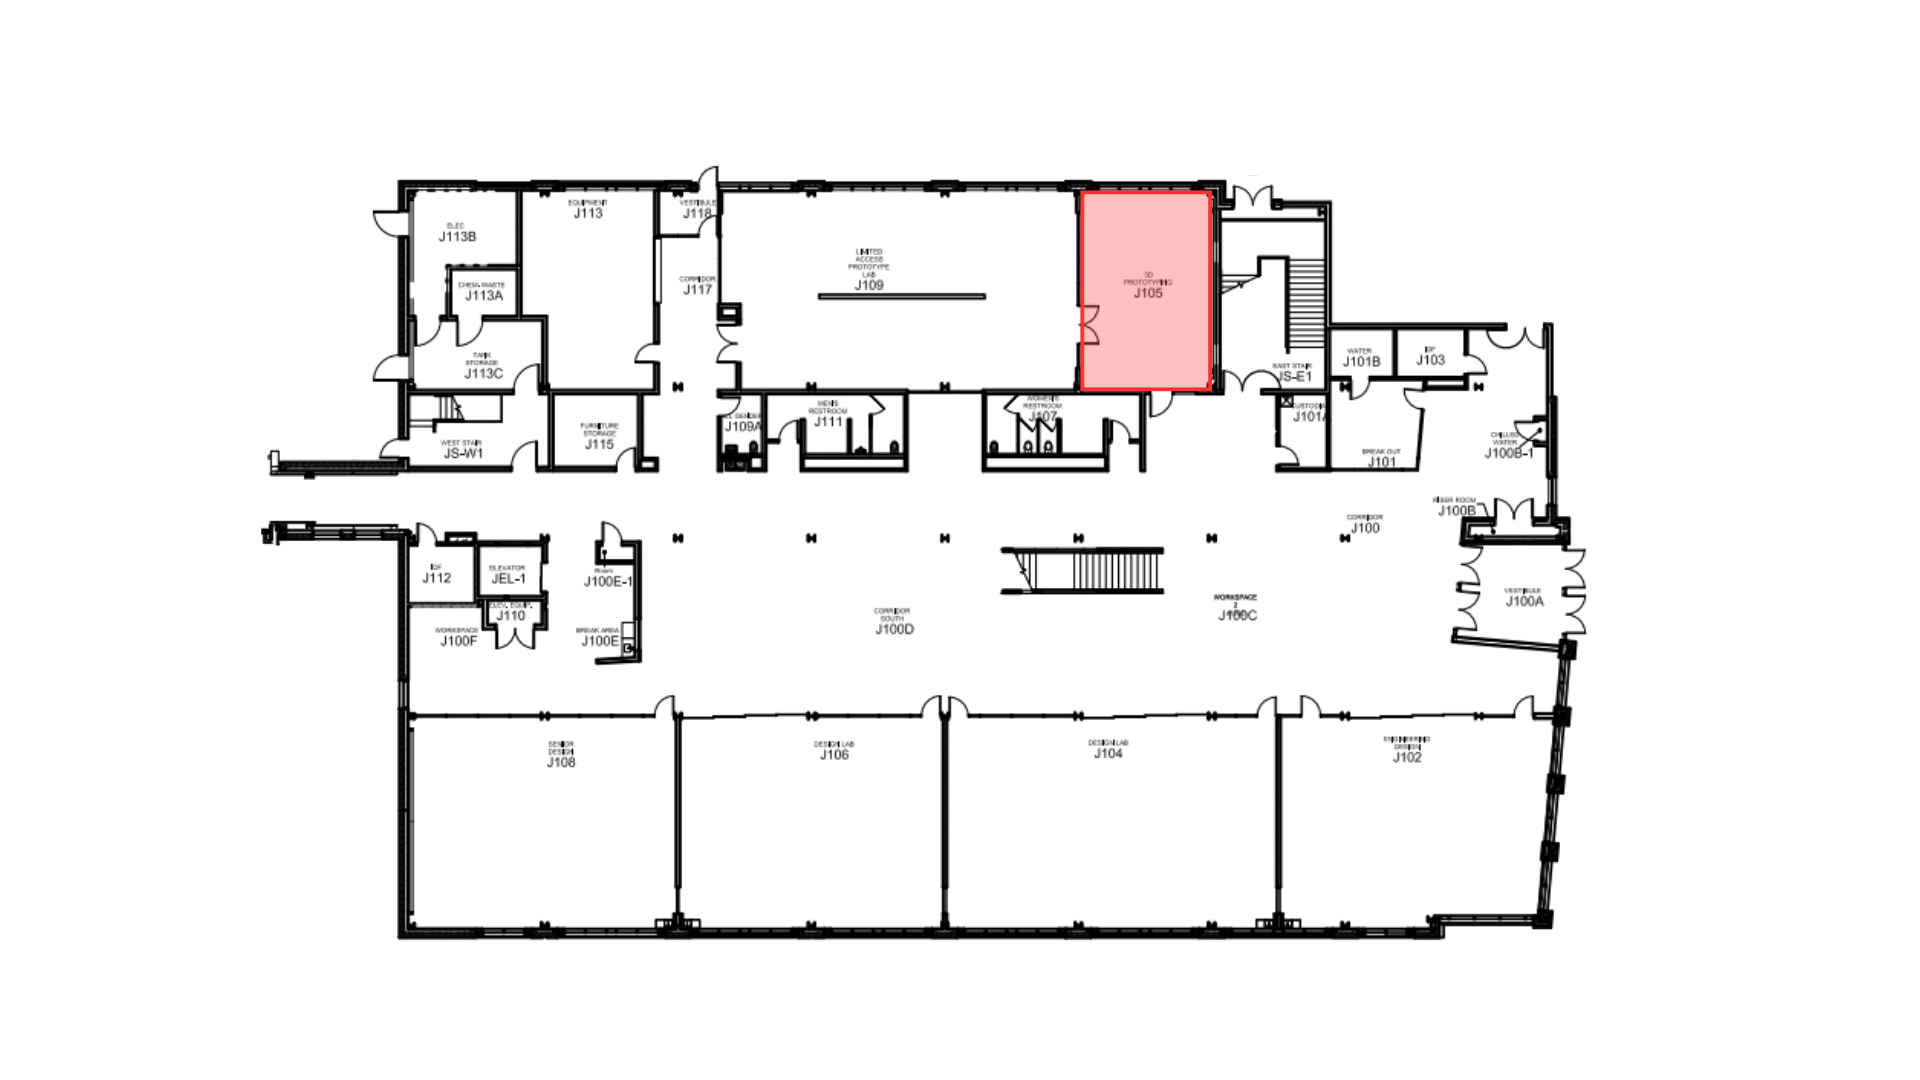 EQUIPMENT
J113
VESTIBULE
J118
ELEC
J113B
LIMITED
ACCESS
PROTOTYPE
LAB
J109
3D
PROTOTYPING
J105
CHEM. WASTE
J113A
CORRIDOR
J117
TANK
STORAGE
J113C
WATER
J101B
IDF
J103
EAST STAIR
JS-E1
MEN'S
RESTROOM
J111
WOMEN'S
RESTROOM
J107
GENDER
J109A
J101A
FURNITURE
STORAGE
J115
WEST STAIR
JS-W1
BREAK OUT
J101
CHILLED
WATER
J100B-1
RISER ROOM
J100B
CORRIDOR
J100
IDF
J112
ELEVATOR
JEL-1
Room
J100E-1
ELEV. EQUIP.
J110
WORKSPACE
J100F
BREAK AREA
J100E
CORRIDOR
SOUTH
J100D
WORKSPACE
2
J100C
VESTIBULE
J100A
SENIOR
DESIGN
J108
DESIGN LAB
J106
DESIGN LAB
J104
ENGINEERING
DESIGN
J102